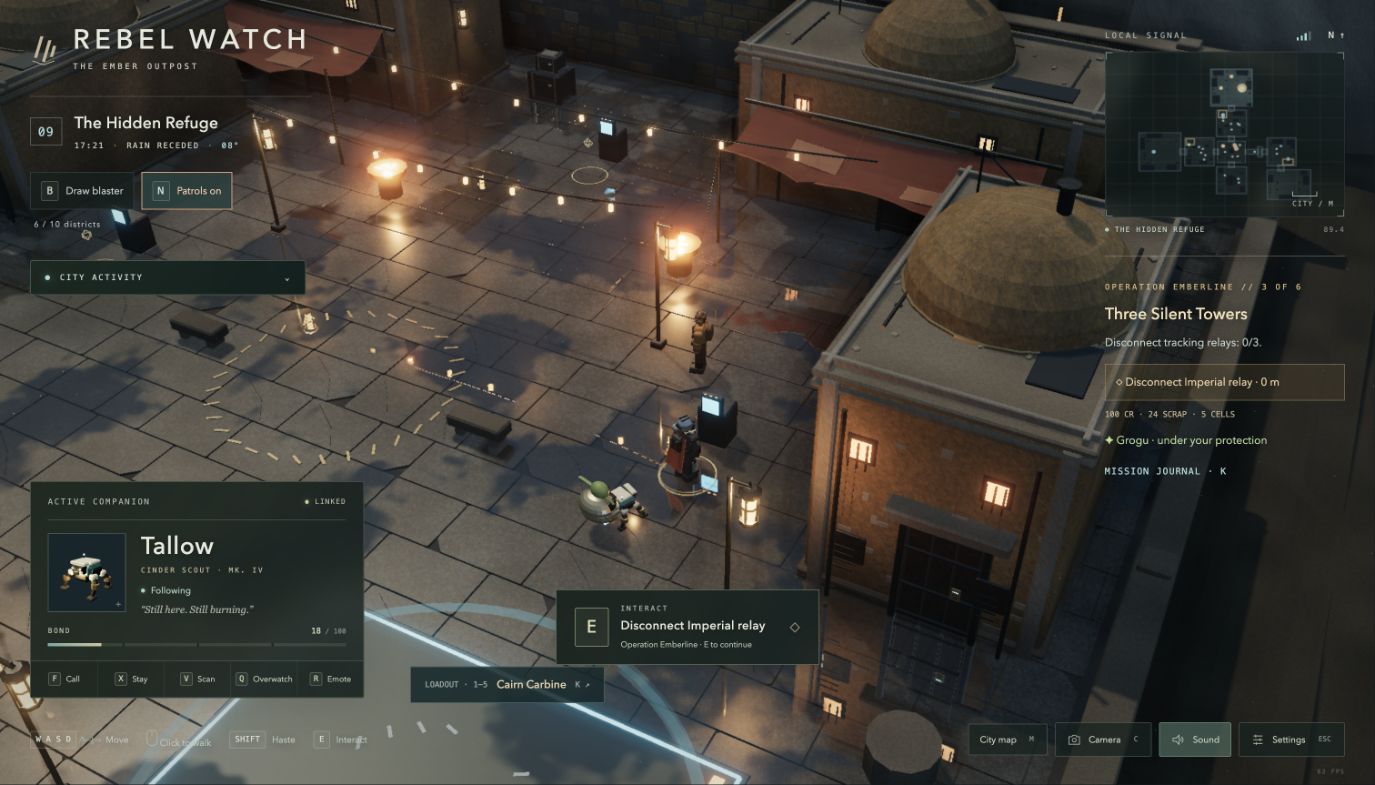 REBEL WATCH
THE EMBER OUTPOST
09
The Hidden Refuge
17:21 · RAIN RECEDED · 08°
B Draw blaster
N Patrols on
6 / 10 districts
CITY ACTIVITY
LOCAL SIGNAL
N ↑
CITY / M
THE HIDDEN REFUGE
89.4
OPERATION EMBERLINE // 3 OF 6
Three Silent Towers
Disconnect tracking relays: 0/3.
◇ Disconnect Imperial relay · 0 m
100 CR · 24 SCRAP · 5 CELLS
✦ Grogu · under your protection
MISSION JOURNAL · K
ACTIVE COMPANION
LINKED
Tallow
CINDER SCOUT · MK. IV
Following
"Still here. Still burning."
BOND
18 / 100
F Call
X Stay
V Scan
Q Overwatch
R Emote
E
INTERACT
Disconnect Imperial relay
Operation Emberline · E to continue
LOADOUT · 1–5 Cairn Carbine K ↗
W A S D Move
Click to walk
SHIFT Haste
E Interact
City map M
Camera C
Sound
Settings ESC
62 FPS